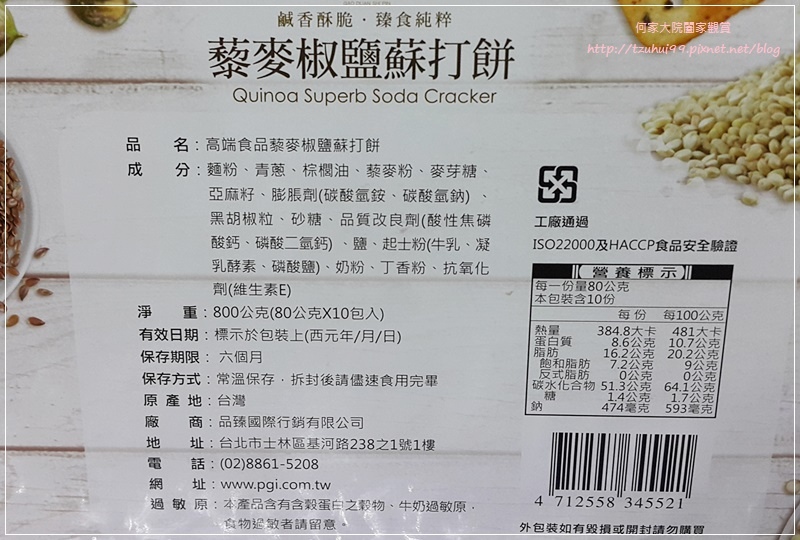 鹹香酥脆·臻食純粹
何家大院闔家觀賞
http://tzuhui99.pixnet.net/blog
藜麥椒鹽蘇打餅
Quinoa Superb Soda Cracker
品 名：高端食品藜麥椒鹽蘇打餅
成 分：麵粉、青蔥、棕櫚油、藜麥粉、麥芽糖、
亞麻籽、膨脹劑(碳酸氫銨、碳酸氫鈉)、
黑胡椒粒、砂糖、品質改良劑(酸性焦磷
酸鈣、磷酸二氫鈣)、鹽、起士粉(牛乳、凝
乳酵素、磷酸鹽)、奶粉、丁香粉、抗氧化
劑(維生素E)
淨 重：800公克(80公克X10包入)
有效日期：標示於包裝上(西元年/月/日)
保存期限：六個月
保存方式：常溫保存，拆封後請儘速食用完畢
原 產 地：台灣
廠 商：品臻國際行銷有限公司
地 址：台北市士林區基河路238之1號1樓
電 話：(02)8861-5208
網 址：www.pgi.com.tw
過 敏 原：本產品含有含穀蛋白之穀物、牛奶過敏原，
食物過敏者請留意。
工廠通過
ISO22000及HACCP食品安全驗證
營養標示
每一份量80公克
本包裝含10份
每份 每100公克
熱量 384.8大卡 481大卡
蛋白質 8.6公克 10.7公克
脂肪 16.2公克 20.2公克
飽和脂肪 7.2公克 9公克
反式脂肪 0公克 0公克
碳水化合物 51.3公克 64.1公克
糖 1.4公克 1.7公克
鈉 474毫克 593毫克
4 712558 345521
外包裝如有毀損或開封請勿購買